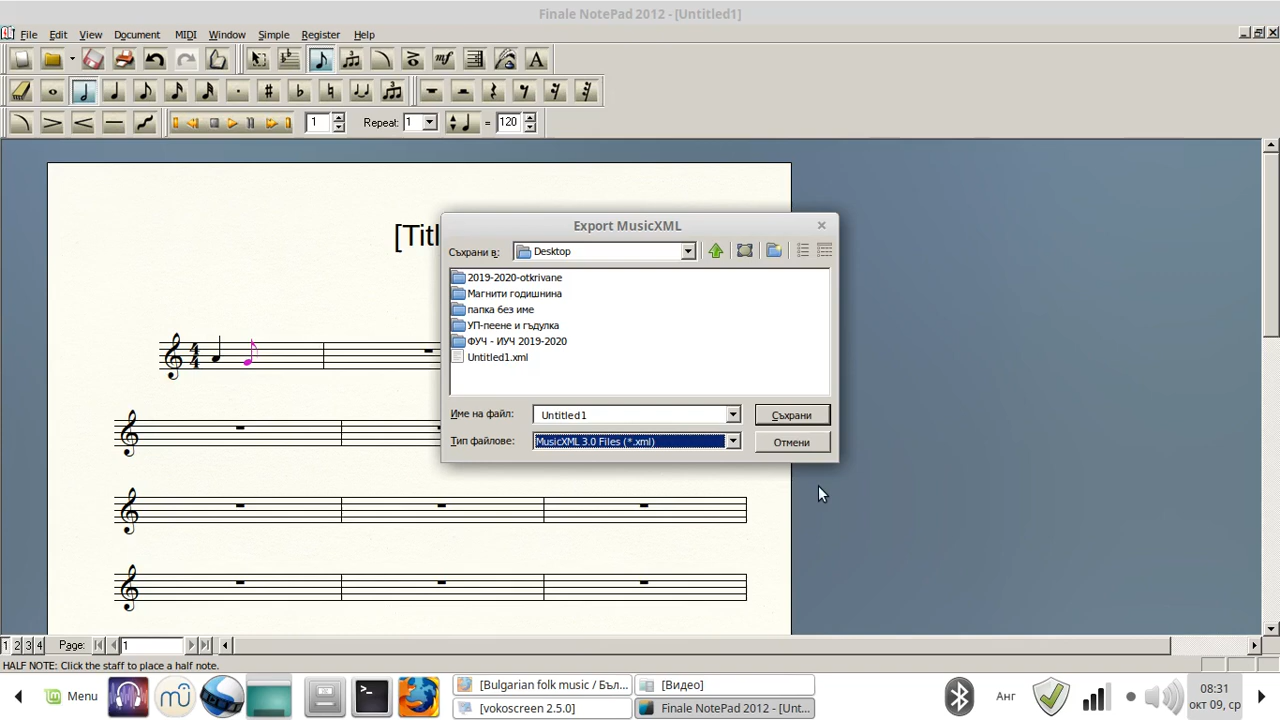 Finale NotePad 2012 - [Untitled1]
File Edit View Document MIDI Window Simple Register Help
mf A
1 Repeat: 1 = 120
[Titl
Export MusicXML
Съхрани в: Desktop
2019-2020-otkrivane
Магнити годишнина
папка без име
УП-пеене и гъдулка
ФУЧ - ИУЧ 2019-2020
Untitled1.xml
Име на файл: Untitled1 Съхрани
Тип файлове: MusicXML 3.0 Files (*.xml) Отмени
1 2 3 4 Page: 1
HALF NOTE: Click the staff to place a half note.
Menu
[Bulgarian folk music / Бъл... [Видео]
[vokoscreen 2.5.0] Finale NotePad 2012 - [Unt...
Анг
08:31
окт 09, ср